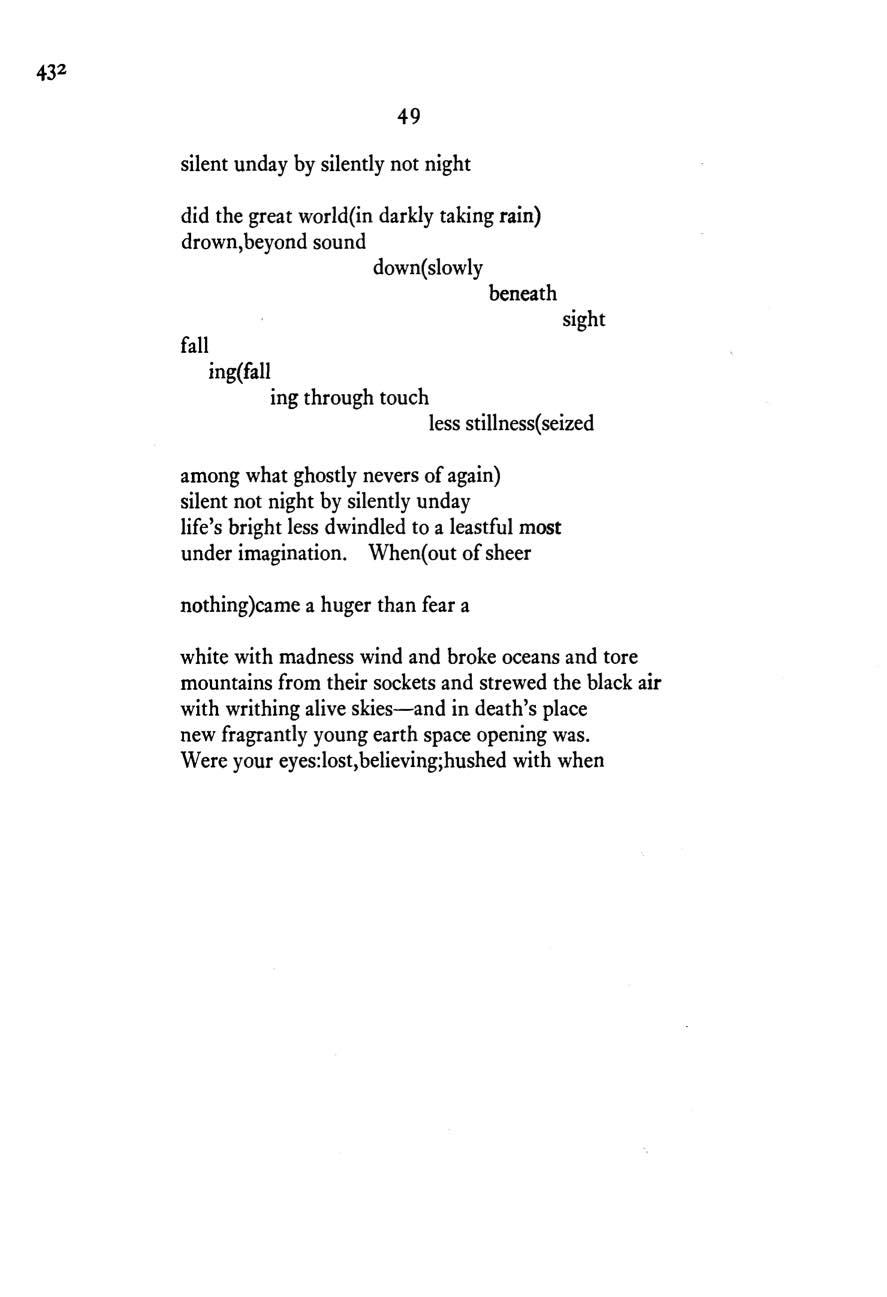 432
49
silent unday by silently not night
did the great world(in darkly taking rain)
drown,beyond sound
down(slowly
beneath
sight
fall
ing(fall
ing through touch
less stillness(seized
among what ghostly nevers of again)
silent not night by silently unday
life's bright less dwindled to a leastful most
under imagination. When(out of sheer
nothing)came a huger than fear a
white with madness wind and broke oceans and tore
mountains from their sockets and strewed the black air
with writhing alive skies—and in death's place
new fragrantly young earth space opening was.
Were your eyes:lost,believing;hushed with when